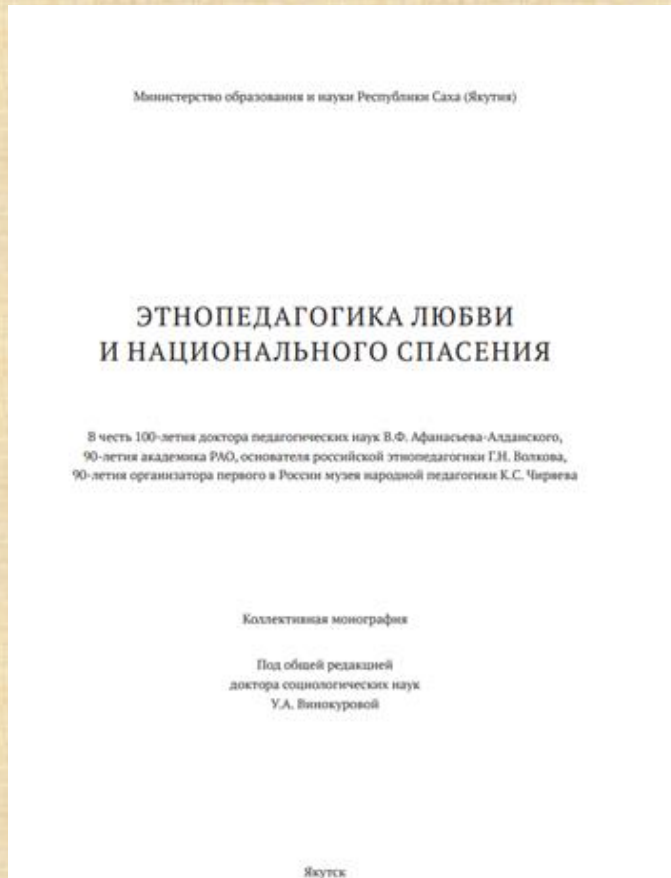 Министерство образования и науки Республики Саха (Якутия)
ЭТНОПЕДАГОГИКА ЛЮБВИ
И НАЦИОНАЛЬНОГО СПАСЕНИЯ
В честь 100-летия доктора педагогических наук В.Ф. Афанасьева-Алданского,
90-летия академика РАО, основателя российской этнопедагогики Г.Н. Волкова,
90-летия организатора первого в России музея народной педагогики К.С. Чиряева
Коллективная монография
Под общей редакцией
доктора социологических наук
У.А. Винокуровой
Якутск